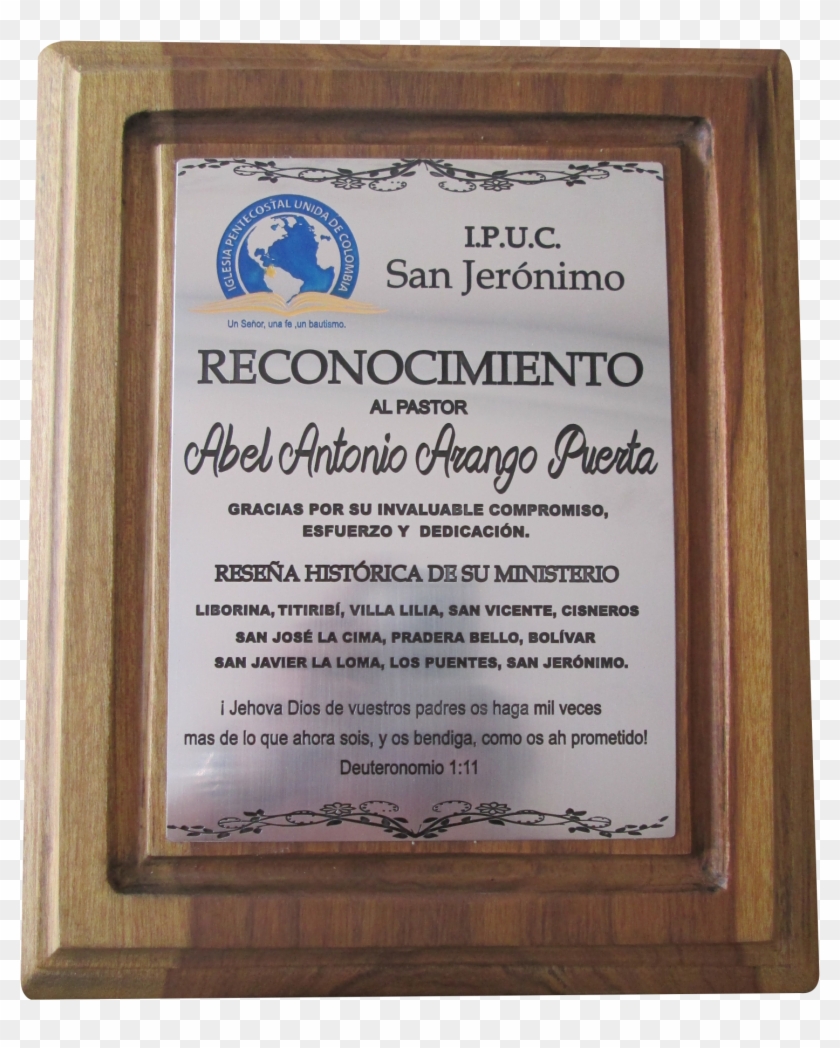 IGLESIA PENTECOSTAL UNIDA DE COLOMBIA
Un Señor, una fe ,un bautismo.
I.P.U.C.
San Jerónimo
RECONOCIMIENTO
AL PASTOR
Abel Antonio Arango Puerta
GRACIAS POR SU INVALUABLE COMPROMISO,
ESFUERZO Y DEDICACIÓN.
RESEÑA HISTÓRICA DE SU MINISTERIO
LIBORINA, TITIRIBÍ, VILLA LILIA, SAN VICENTE, CISNEROS
SAN JOSÉ LA CIMA, PRADERA BELLO, BOLÍVAR
SAN JAVIER LA LOMA, LOS PUENTES, SAN JERÓNIMO.
¡ Jehova Dios de vuestros padres os haga mil veces
mas de lo que ahora sois, y os bendiga, como os ah prometido!
Deuteronomio 1:11